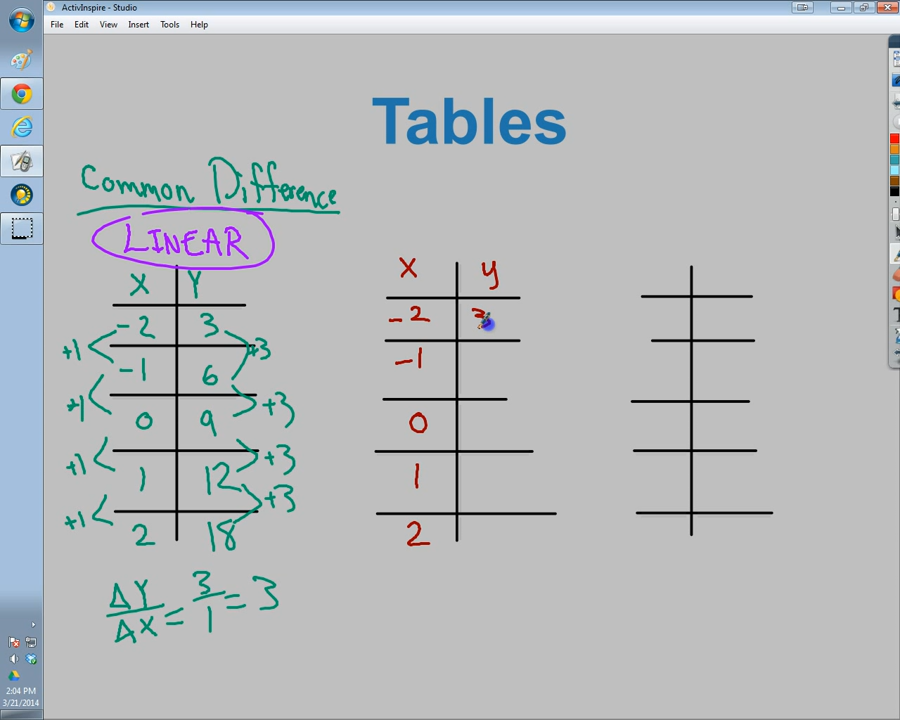 ActivInspire - Studio
File Edit View Insert Tools Help
Tables
Common Difference
LINEAR
X Y
-2 3
-1 6
0 9
1 12
2 18
+1 +3
+1 +3
+1 +3
+1 +3
ΔY/ΔX = 3/1 = 3
x y
-2 3
-1
0
1
2
2:04 PM
3/21/2014